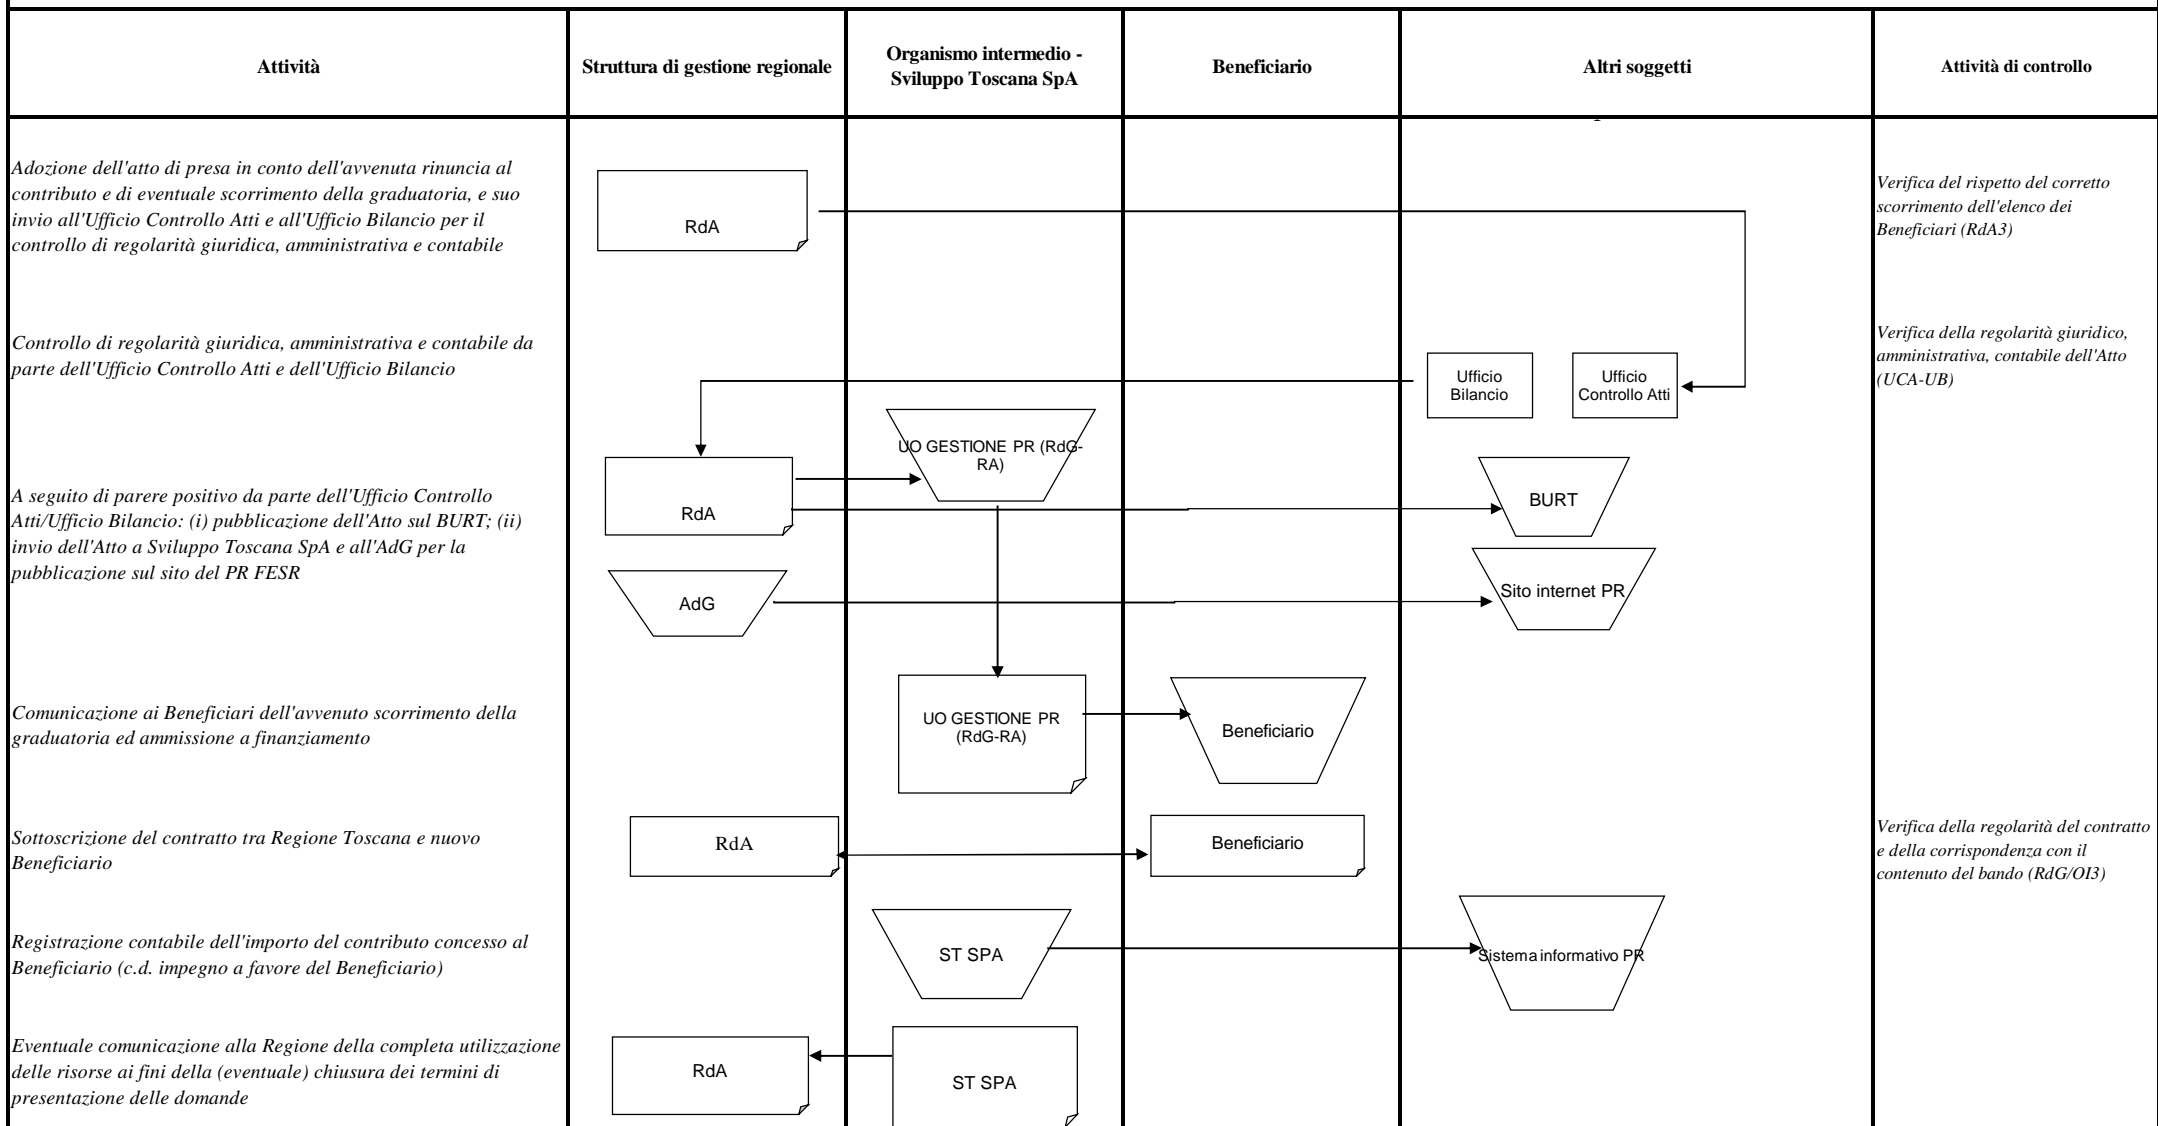 Attività
Struttura di gestione regionale
Organismo intermedio -
Sviluppo Toscana SpA
Beneficiario
Altri soggetti
Attività di controllo
Adozione dell'atto di presa in conto dell'avvenuta rinuncia al
contributo e di eventuale scorrimento della graduatoria, e suo
invio all'Ufficio Controllo Atti e all'Ufficio Bilancio per il
controllo di regolarità giuridica, amministrativa e contabile
RdA
Verifica del rispetto del corretto
scorrimento dell'elenco dei
Beneficiari (RdA3)
Controllo di regolarità giuridica, amministrativa e contabile da
parte dell'Ufficio Controllo Atti e dell'Ufficio Bilancio
Ufficio
Bilancio
Ufficio
Controllo Atti
Verifica della regolarità giuridico,
amministrativa, contabile dell'Atto
(UCA-UB)
A seguito di parere positivo da parte dell'Ufficio Controllo
Atti/Ufficio Bilancio: (i) pubblicazione dell'Atto sul BURT; (ii)
invio dell'Atto a Sviluppo Toscana SpA e all'AdG per la
pubblicazione sul sito del PR FESR
RdA
UO GESTIONE PR (RdG-
RA)
BURT
AdG
Sito internet PR
Comunicazione ai Beneficiari dell'avvenuto scorrimento della
graduatoria ed ammissione a finanziamento
UO GESTIONE PR
(RdG-RA)
Beneficiario
Sottoscrizione del contratto tra Regione Toscana e nuovo
Beneficiario
RdA
Beneficiario
Verifica della regolarità del contratto
e della corrispondenza con il
contenuto del bando (RdG/OI3)
Registrazione contabile dell'importo del contributo concesso al
Beneficiario (c.d. impegno a favore del Beneficiario)
ST SPA
Sistema informativo PR
Eventuale comunicazione alla Regione della completa utilizzazione
delle risorse ai fini della (eventuale) chiusura dei termini di
presentazione delle domande
RdA
ST SPA